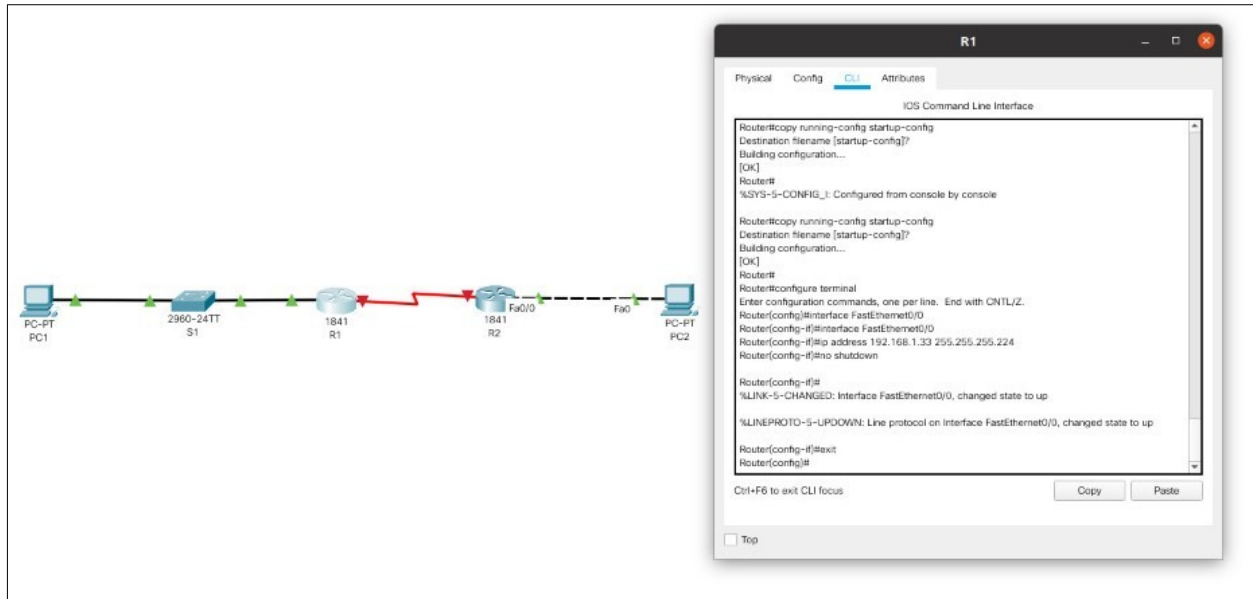 PC-PT
PC1
2960-24TT
S1
1841
R1
Fa0/0
1841
R2
Fa0
PC-PT
PC2
R1
Physical Config CLI Attributes
IOS Command Line Interface
Router#copy running-config startup-config
Destination filename [startup-config]?
Building configuration...
[OK]
Router#
%SYS-5-CONFIG_I: Configured from console by console
Router#copy running-config startup-config
Destination filename [startup-config]?
Building configuration...
[OK]
Router#
Router#configure terminal
Enter configuration commands, one per line. End with CNTL/Z.
Router(config)#interface FastEthernet0/0
Router(config-if)#interface FastEthernet0/0
Router(config-if)#ip address 192.168.1.33 255.255.255.224
Router(config-if)#no shutdown
Router(config-if)#
%LINK-5-CHANGED: Interface FastEthernet0/0, changed state to up
%LINEPROTO-5-UPDOWN: Line protocol on Interface FastEthernet0/0, changed state to up
Router(config-if)#exit
Router(config)#
Ctrl+F6 to exit CLI focus
Copy Paste
Top